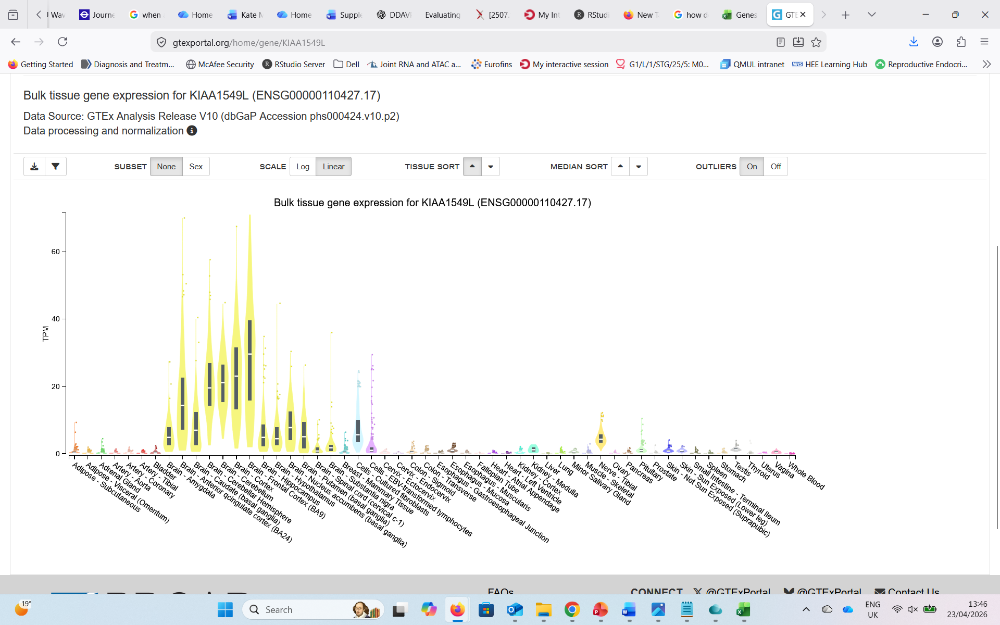 Wav
Journe
when
Home
Kate M
Home
Supple
DDAVP
Evaluating
[2507.
My Int
RStudi
New T
how d
Genes
GTE
gtexportal.org/home/gene/KIAA1549L
Getting Started
Diagnosis and Treatm...
McAfee Security
RStudio Server
Dell
Joint RNA and ATAC a...
Eurofins
My interactive session
G1/L/1/STG/25/5: M0...
QMUL intranet
NHS HEE Learning Hub
Reproductive Endocri...
Bulk tissue gene expression for KIAA1549L (ENSG00000110427.17)
Data Source: GTEx Analysis Release V10 (dbGaP Accession phs000424.v10.p2)
Data processing and normalization
SUBSET None Sex
SCALE Log Linear
TISSUE SORT
MEDIAN SORT
OUTLIERS On Off
Bulk tissue gene expression for KIAA1549L (ENSG00000110427.17)
TPM
60
40
20
0
Adipose - Subcutaneous
Adipose - Visceral (Omentum)
Adrenal Gland
Artery - Aorta
Artery - Coronary
Artery - Tibial
Bladder
Brain - Amygdala
Brain - Anterior cingulate cortex (BA24)
Brain - Caudate (basal ganglia)
Brain - Cerebellar Hemisphere
Brain - Cerebellum
Brain - Cortex
Brain - Frontal Cortex (BA9)
Brain - Hippocampus
Brain - Hypothalamus
Brain - Nucleus accumbens (basal ganglia)
Brain - Putamen (basal ganglia)
Brain - Spinal cord (cervical c-1)
Brain - Substantia nigra
Breast - Mammary Tissue
Cells - Cultured fibroblasts
Cells - EBV-transformed lymphocytes
Cervix - Ectocervix
Cervix - Endocervix
Colon - Sigmoid
Colon - Transverse
Esophagus - Gastroesophageal Junction
Esophagus - Mucosa
Esophagus - Muscularis
Fallopian Tube
Heart - Atrial Appendage
Heart - Left Ventricle
Kidney - Cortex
Kidney - Medulla
Liver
Lung
Minor Salivary Gland
Muscle - Skeletal
Nerve - Tibial
Ovary
Pancreas
Pituitary
Prostate
Skin - Not Sun Exposed (Suprapubic)
Skin - Sun Exposed (Lower leg)
Small Intestine - Terminal Ileum
Spleen
Stomach
Testis
Thyroid
Uterus
Vagina
Whole Blood
FAQs
CONNECT
@GTExPortal
@GTExPortal
Contact Us
19°
Search
ENG
UK
13:46
23/04/2026